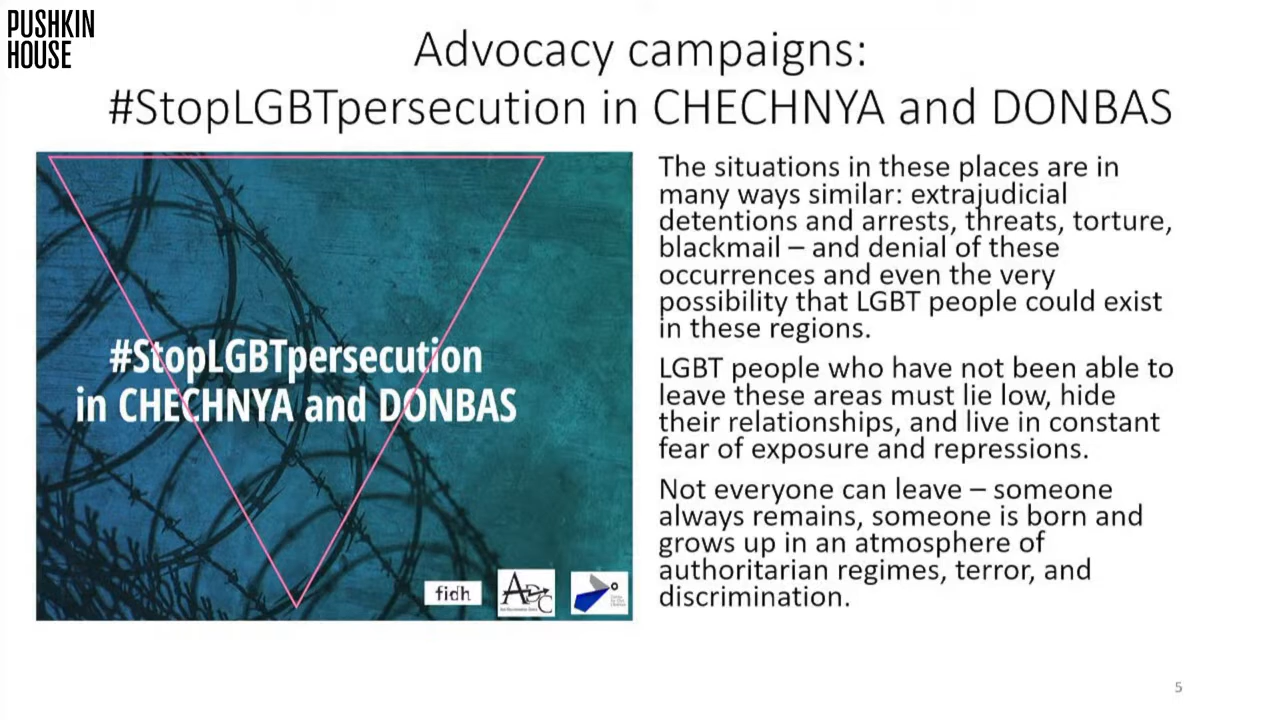 PUSHKIN
HOUSE
Advocacy campaigns:
#StopLGBTpersecution in CHECHNYA and DONBAS
#StopLGBTpersecution
in CHECHNYA and DONBAS
fidh
ADC
The situations in these places are in
many ways similar: extrajudicial
detentions and arrests, threats, torture,
blackmail – and denial of these
occurrences and even the very
possibility that LGBT people could exist
in these regions.
LGBT people who have not been able to
leave these areas must lie low, hide
their relationships, and live in constant
fear of exposure and repressions.
Not everyone can leave – someone
always remains, someone is born and
grows up in an atmosphere of
authoritarian regimes, terror, and
discrimination.
5